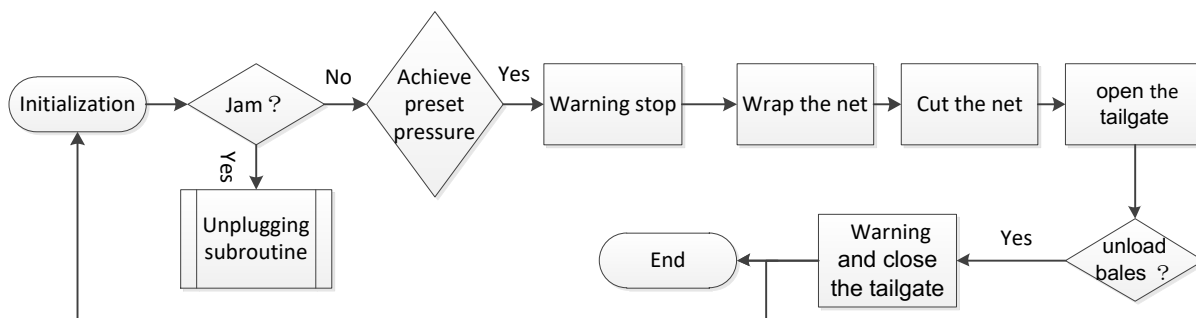 Initialization
Jam？
No
Yes
Unplugging
subroutine
Achieve
preset
pressure
Yes
Warning stop
Wrap the net
Cut the net
open the
tailgate
unload
bales ？
Yes
Warning
and close
the tailgate
End